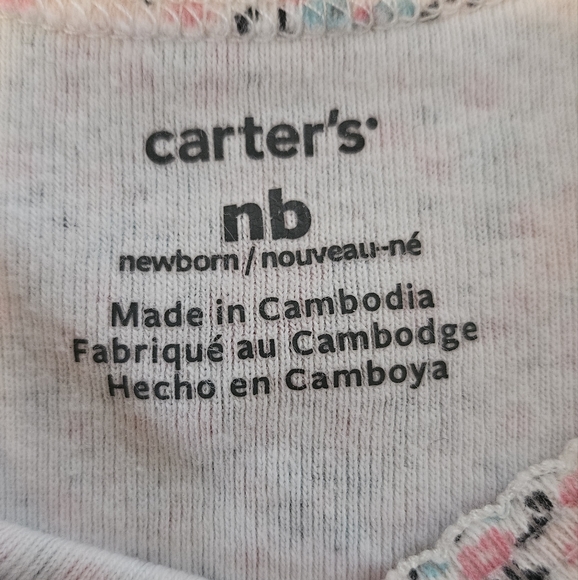 carter's
nb
newborn/nouveau-né
Made in Cambodia
Fabriqué au Cambodge
Hecho en Camboya